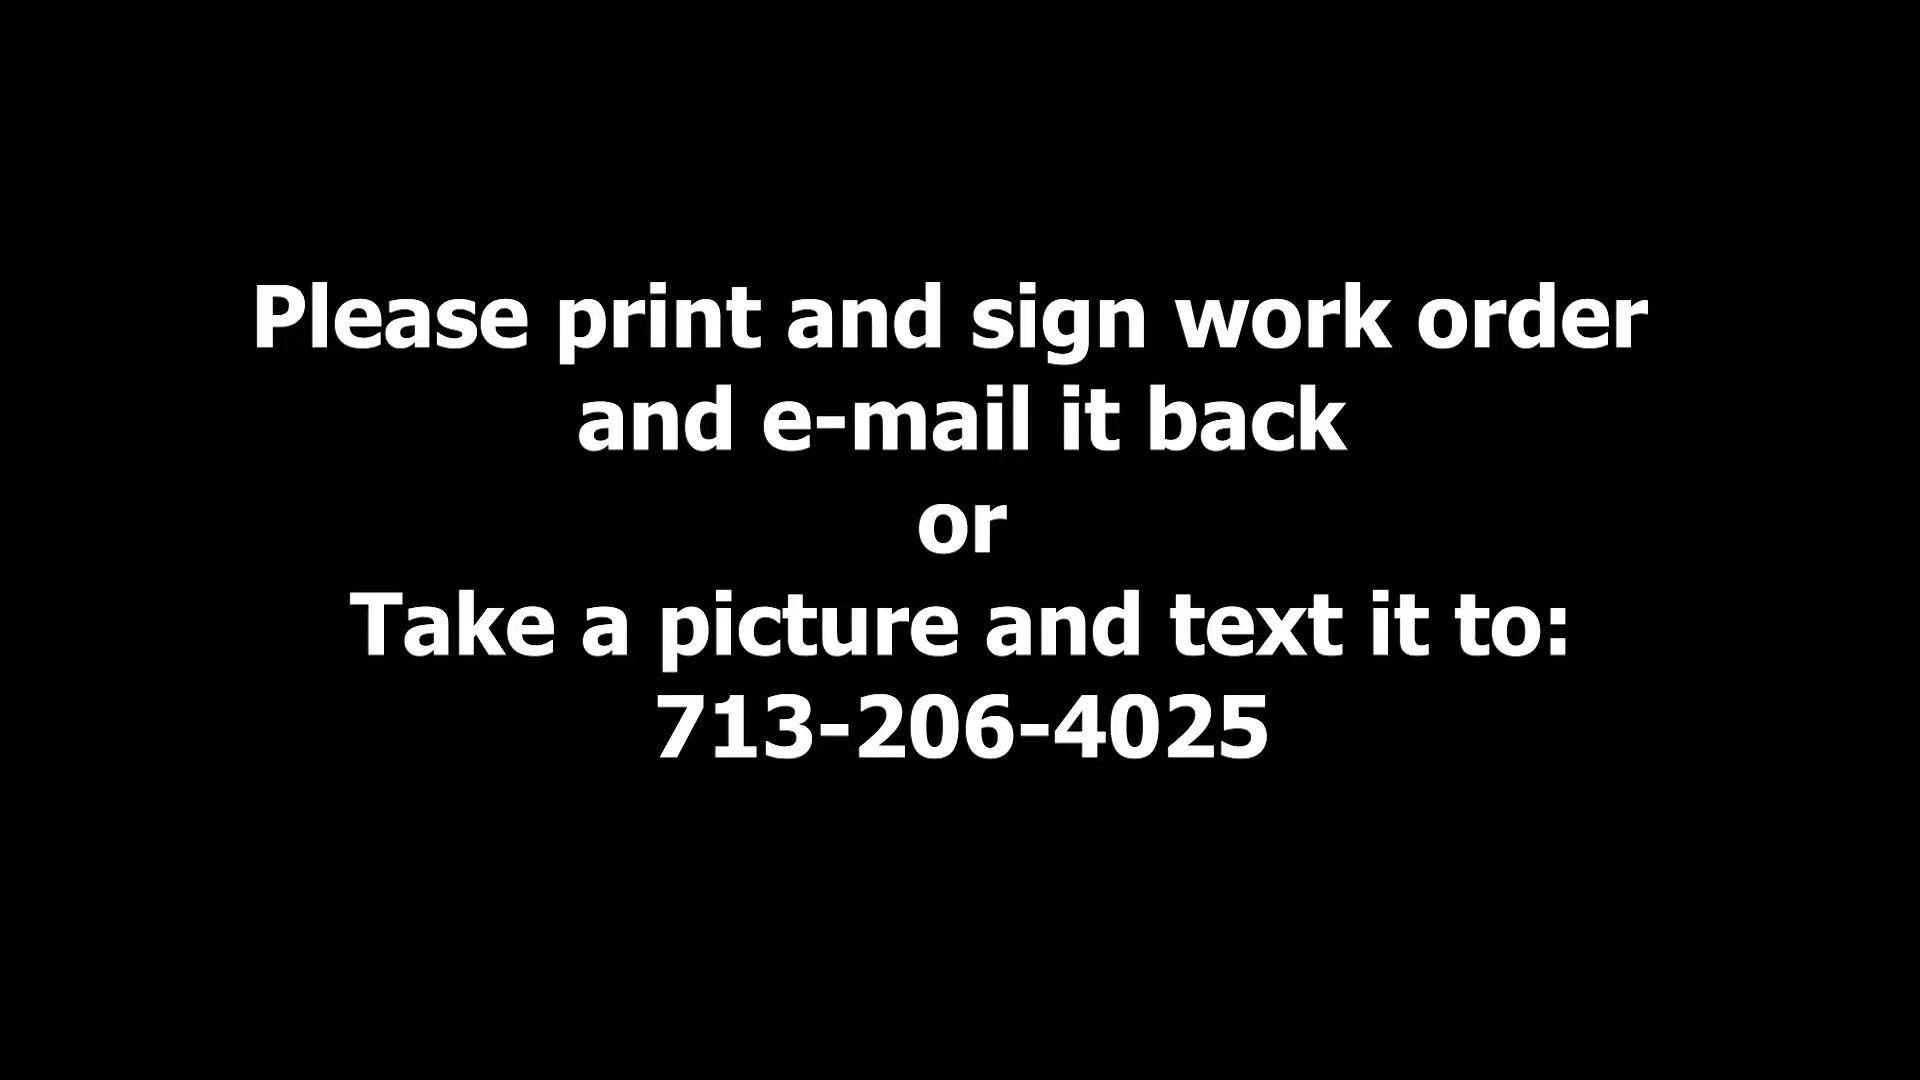 Please print and sign work order
and e-mail it back
or
Take a picture and text it to:
713-206-4025